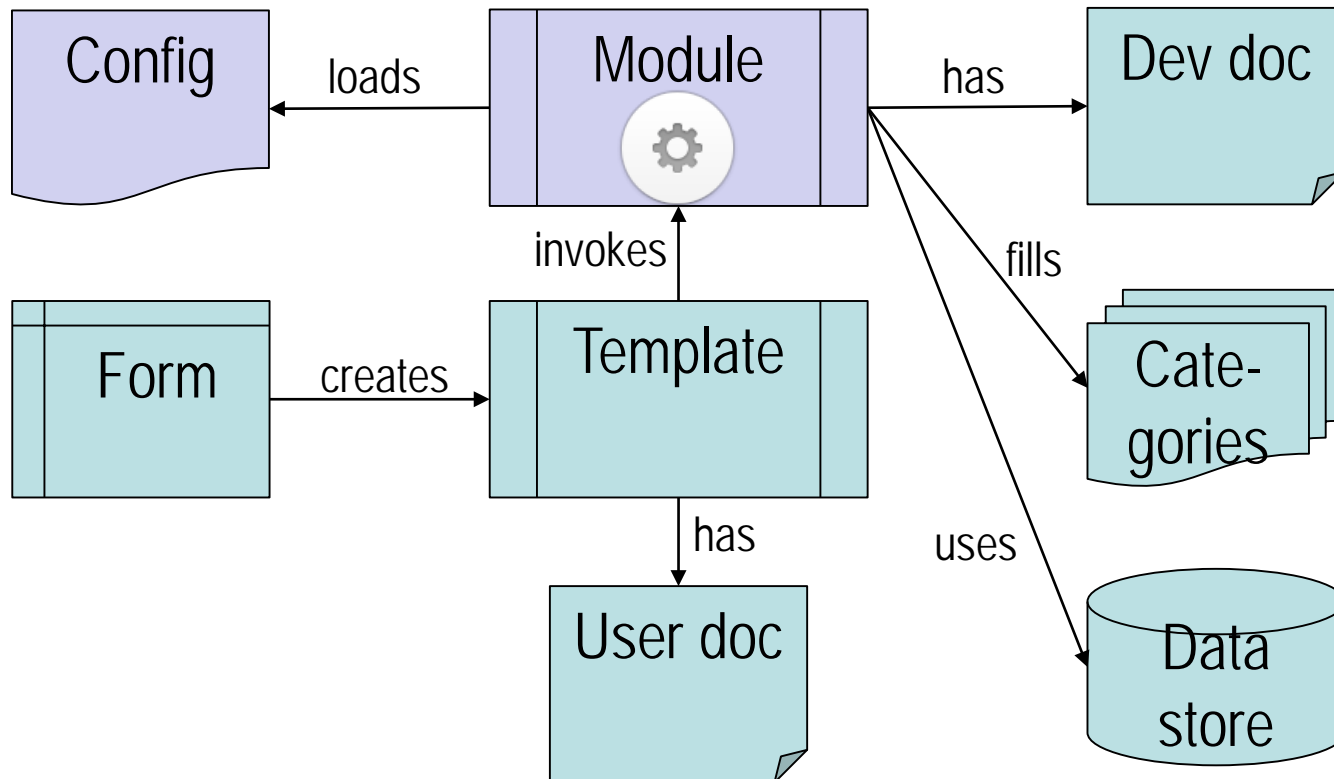 Config
loads
Module
has
Dev doc
invokes
fills
Form
creates
Template
Cate-
gories
has
uses
User doc
Data
store